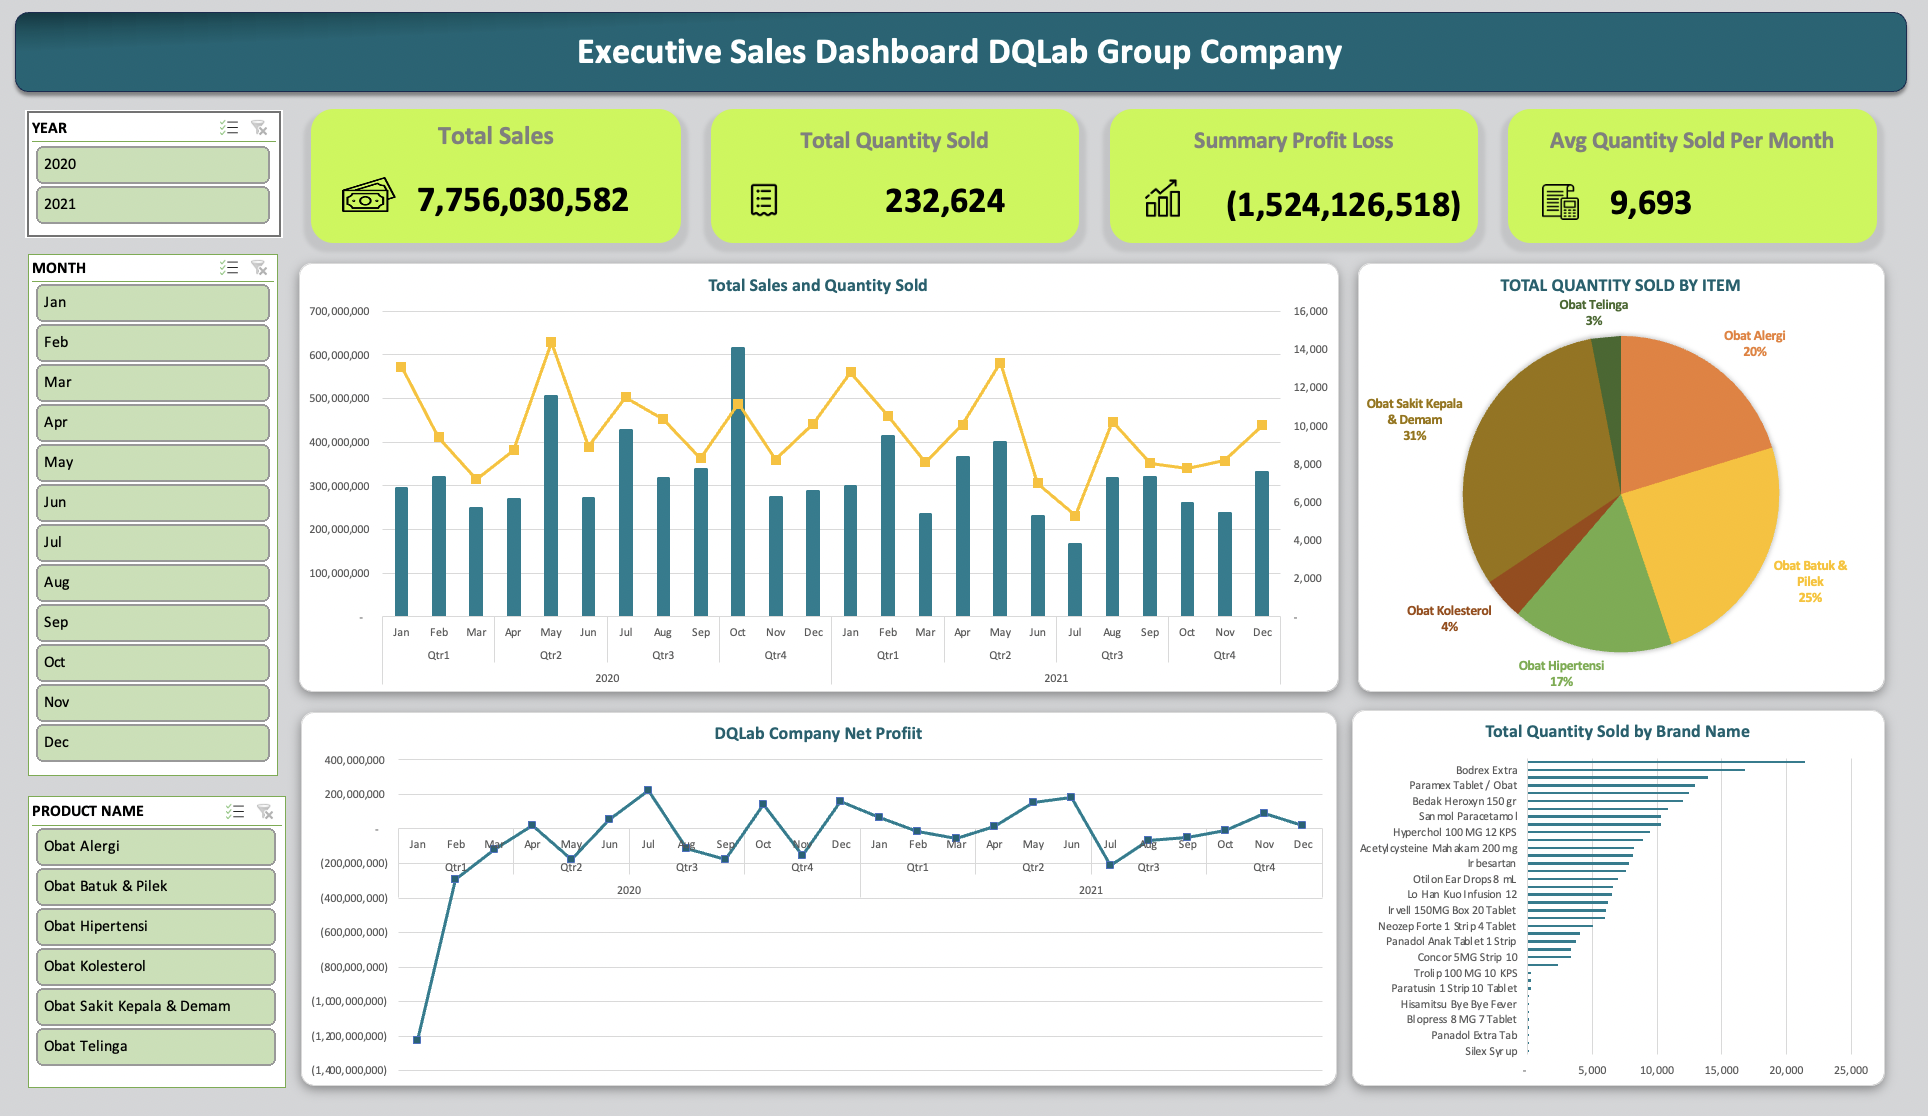 Executive Sales Dashboard DQLab Group Company
YEAR
2020
2021
MONTH
Jan
Feb
Mar
Apr
May
Jun
Jul
Aug
Sep
Oct
Nov
Dec
PRODUCT NAME
Obat Alergi
Obat Batuk & Pilek
Obat Hipertensi
Obat Kolesterol
Obat Sakit Kepala & Demam
Obat Telinga
Total Sales
7,756,030,582
Total Quantity Sold
232,624
Summary Profit Loss
(1,524,126,518)
Avg Quantity Sold Per Month
9,693
Total Sales and Quantity Sold
700,000,000
600,000,000
500,000,000
400,000,000
300,000,000
200,000,000
100,000,000
-
16,000
14,000
12,000
10,000
8,000
6,000
4,000
2,000
-
Jan Feb Mar Apr May Jun Jul Aug Sep Oct Nov Dec Jan Feb Mar Apr May Jun Jul Aug Sep Oct Nov Dec
Qtr1 Qtr2 Qtr3 Qtr4 Qtr1 Qtr2 Qtr3 Qtr4
2020 2021
TOTAL QUANTITY SOLD BY ITEM
Obat Telinga
3%
Obat Alergi
20%
Obat Sakit Kepala
& Demam
31%
Obat Batuk &
Pilek
25%
Obat Kolesterol
4%
Obat Hipertensi
17%
DQLab Company Net Profiit
400,000,000
200,000,000
-
(200,000,000)
(400,000,000)
(600,000,000)
(800,000,000)
(1,000,000,000)
(1,200,000,000)
(1,400,000,000)
Jan Feb Mar Apr May Jun Jul Aug Sep Oct Nov Dec Jan Feb Mar Apr May Jun Jul Aug Sep Oct Nov Dec
Qtr1 Qtr2 Qtr3 Qtr4 Qtr1 Qtr2 Qtr3 Qtr4
2020 2021
Total Quantity Sold by Brand Name
Bodrex Extra
Paramex Tablet / Obat
Bedak Heroxyn 150 gr
Sanmol Paracetamol
Hyperchol 100 MG 12 KPS
Acetylcysteine Mahakam 200 mg
Irbesartan
Otilon Ear Drops 8 mL
Lo Han Kuo Infusion 12
Irvell 150MG Box 20 Tablet
Neozep Forte 1 Strip 4 Tablet
Panadol Anak Tablet 1 Strip
Concor 5MG Strip 10
Trolip 100 MG 10 KPS
Paratusin 1 Strip 10 Tablet
Hisamitsu Bye Bye Fever
Blopress 8 MG 7 Tablet
Panadol Extra Tab
Silex Syrup
- 5,000 10,000 15,000 20,000 25,000